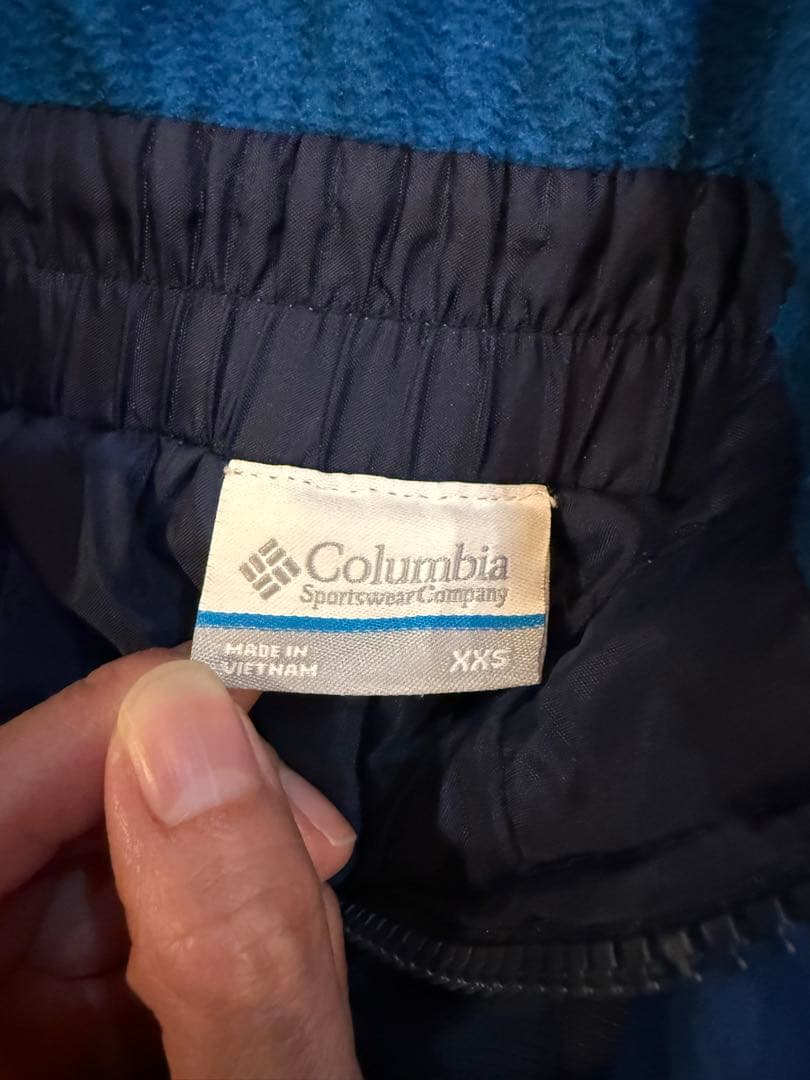 Columbia
Sportswear Company
MADE IN
VIETNAM
XXS